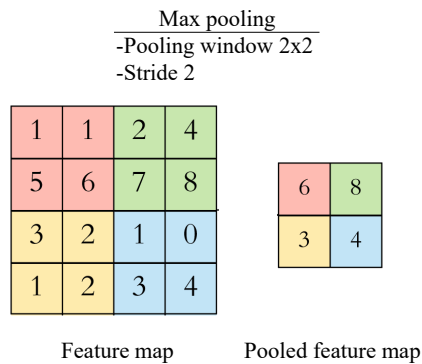 Max pooling
-Pooling window 2x2
-Stride 2
1 1 2 4
5 6 7 8
3 2 1 0
1 2 3 4
6 8
3 4
Feature map
Pooled feature map